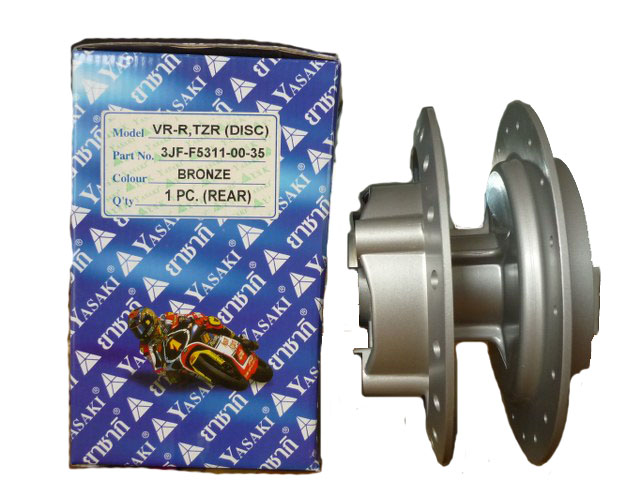 YASAKI ยาซากิ YASAKI
Model VR-R,TZR (DISC)
Part No. 3JF-F5311-00-35
Colour BRONZE
Q'ty 1 PC. (REAR)
ยาซากิ YASAKI ยาซากิ
YASAKI ยาซากิ YASAKI